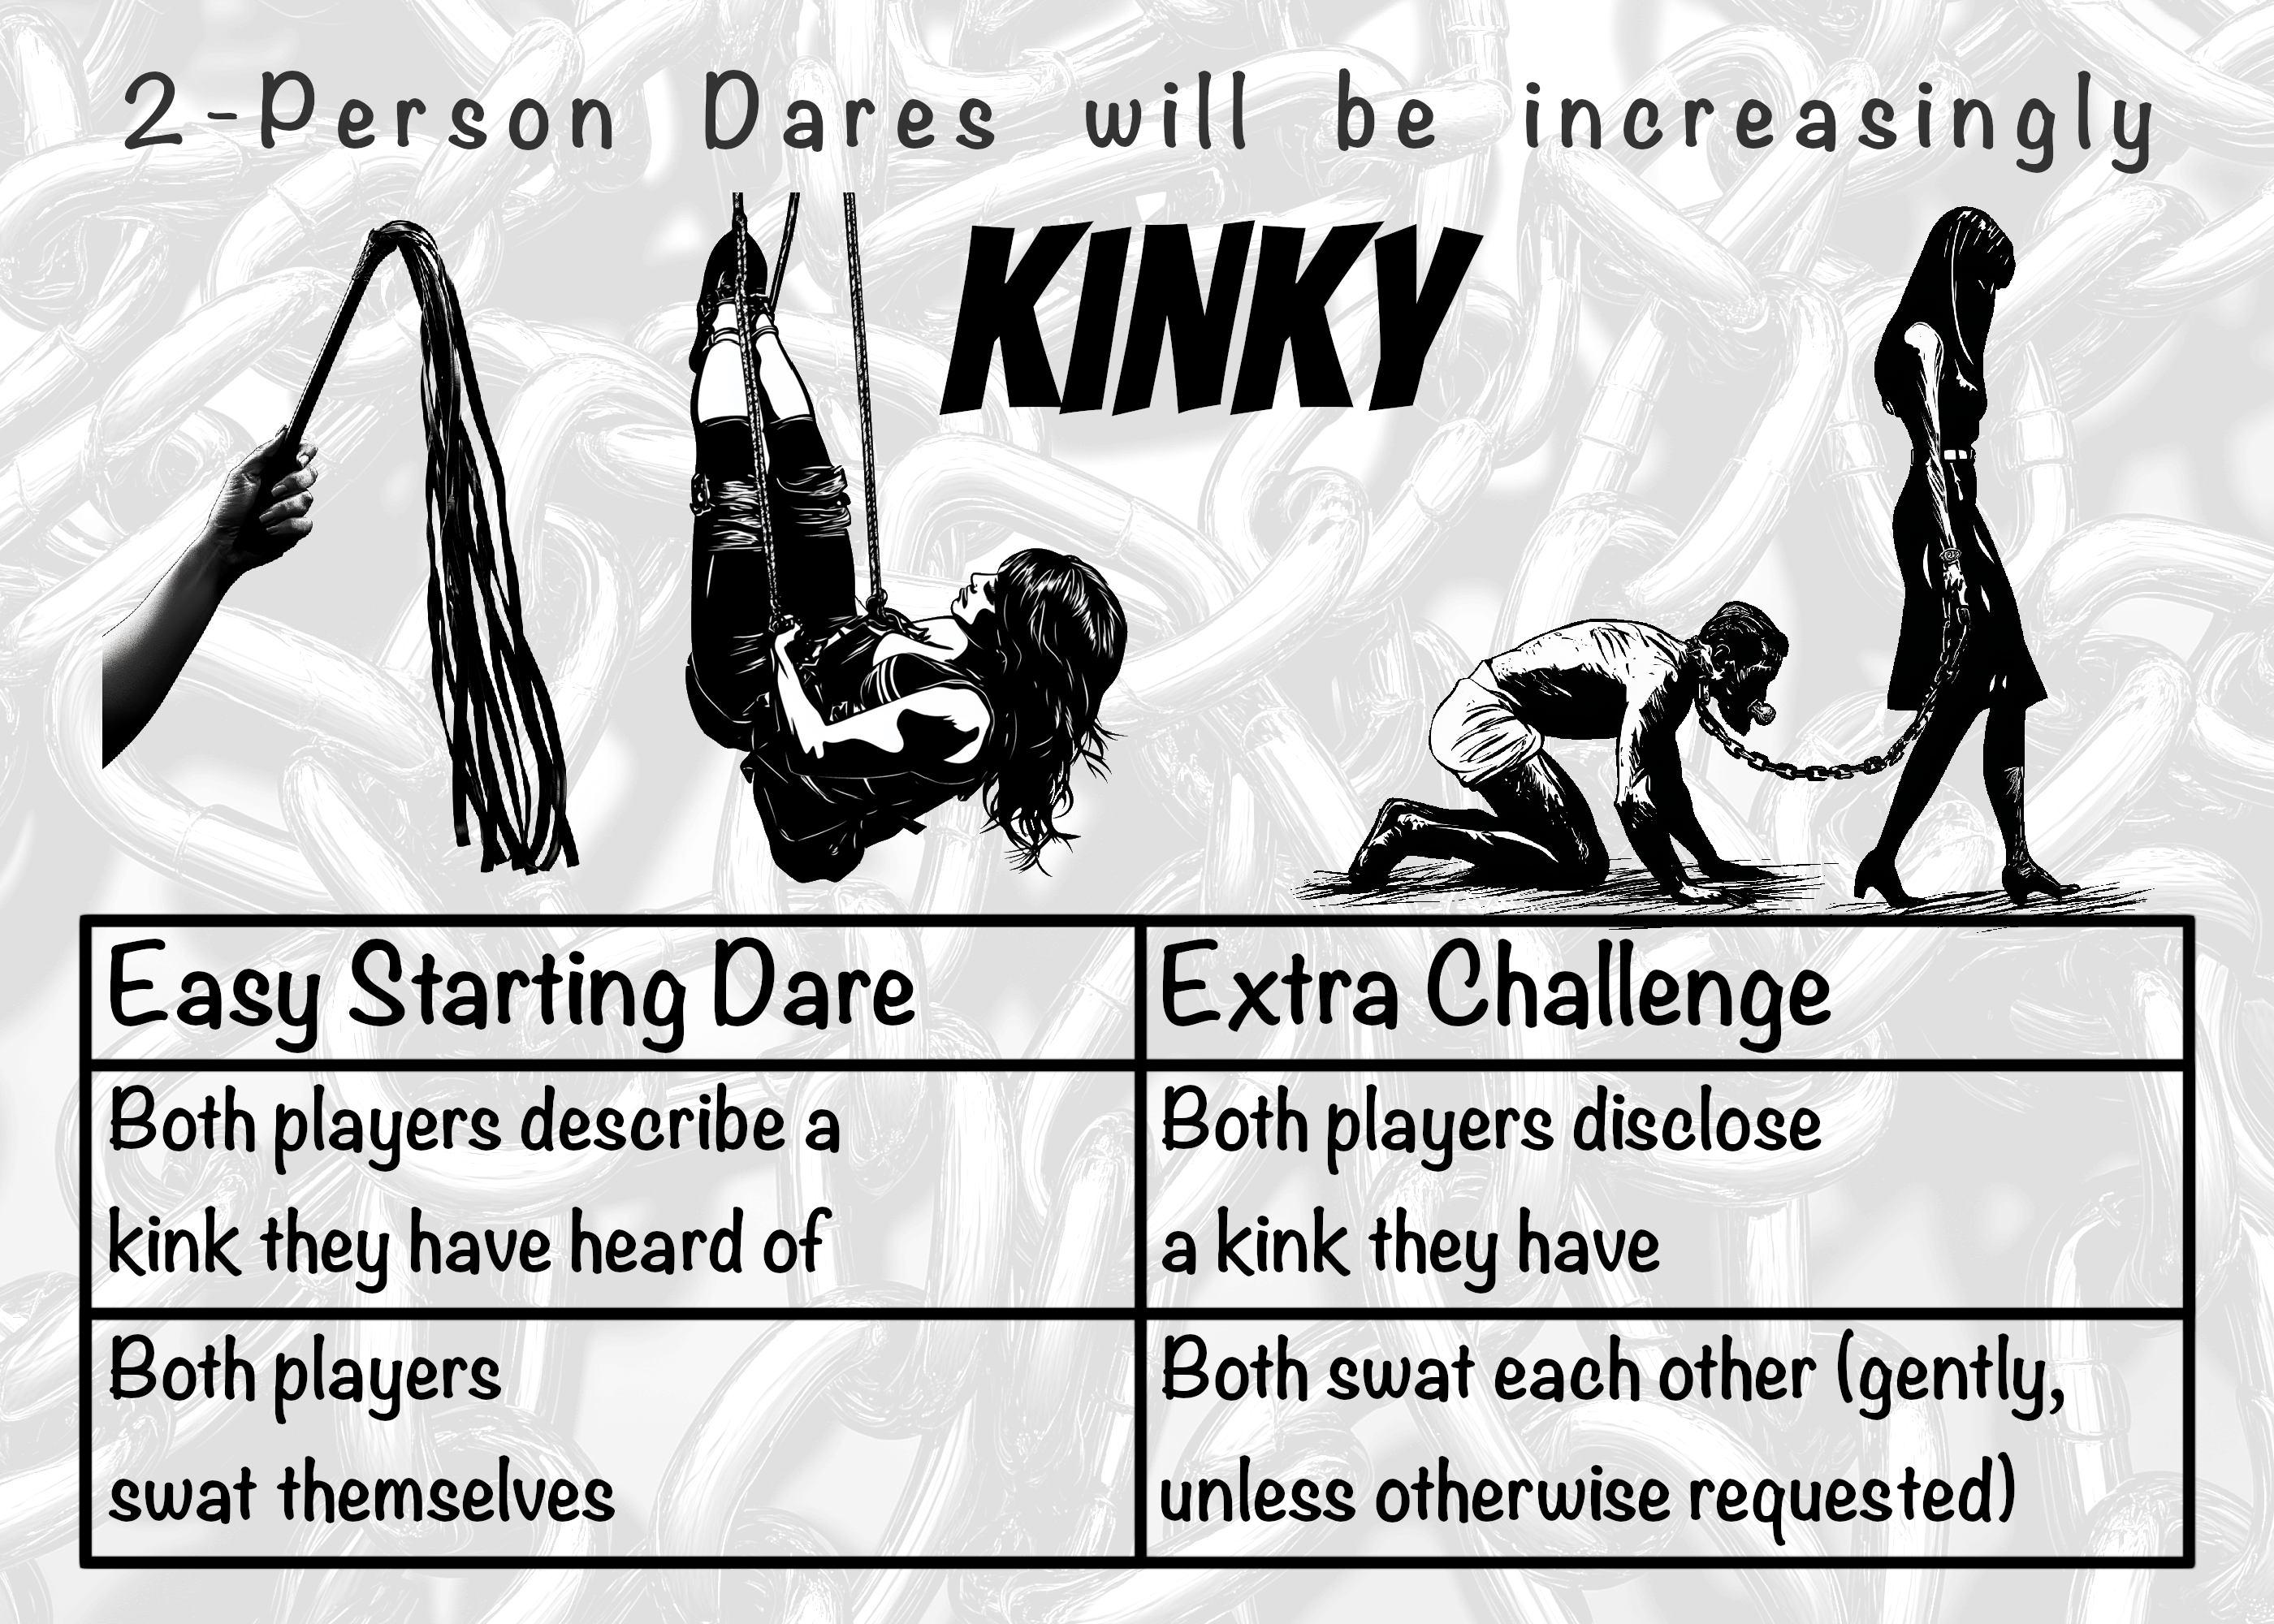 2-Person Dares will be increasingly
KINKY
Easy Starting Dare
Extra Challenge
Both players describe a
kink they have heard of
Both players disclose
a kink they have
Both players
swat themselves
Both swat each other (gently,
unless otherwise requested)